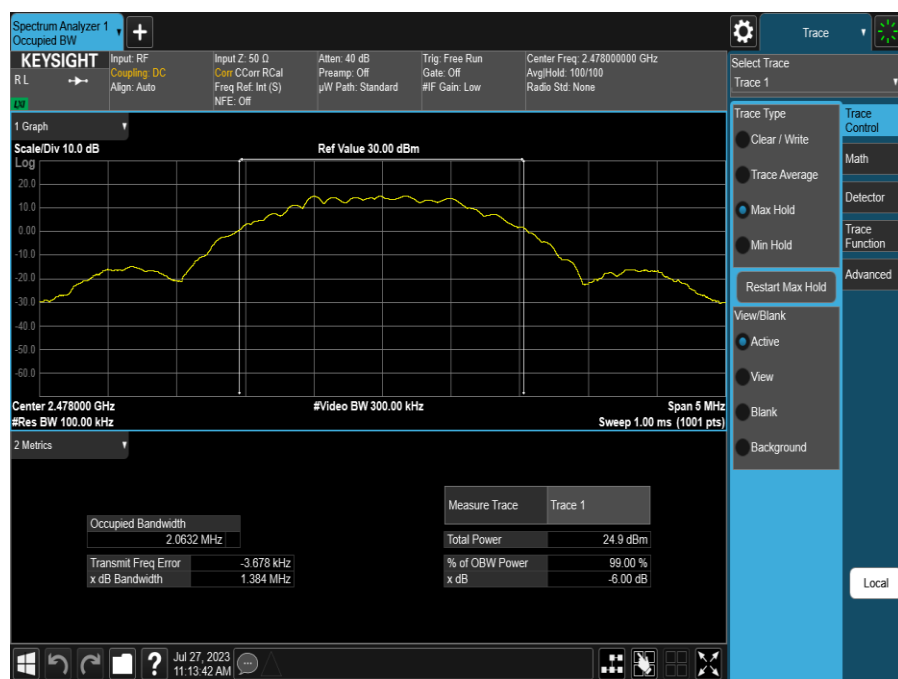 Spectrum Analyzer 1
Occupied BW
Trace
KEYSIGHT
R L
LXI
Input: RF
Coupling: DC
Align: Auto
Input Z: 50 Ω
Corr CCorr RCal
Freq Ref: Int (S)
NFE: Off
Atten: 40 dB
Preamp: Off
µW Path: Standard
Trig: Free Run
Gate: Off
#IF Gain: Low
Center Freq: 2.478000000 GHz
Avg|Hold: 100/100
Radio Std: None
Select Trace
Trace 1
1 Graph
Scale/Div 10.0 dB
Ref Value 30.00 dBm
Log
20.0
10.0
0.00
-10.0
-20.0
-30.0
-40.0
-50.0
-60.0
Center 2.478000 GHz
#Video BW 300.00 kHz
Span 5 MHz
#Res BW 100.00 kHz
Sweep 1.00 ms (1001 pts)
Trace Type
Clear / Write
Trace Average
Max Hold
Min Hold
Restart Max Hold
View/Blank
Active
View
Blank
Background
Trace
Control
Math
Detector
Trace
Function
Advanced
Local
2 Metrics
Occupied Bandwidth
2.0632 MHz
Transmit Freq Error -3.678 kHz
x dB Bandwidth 1.384 MHz
Measure Trace Trace 1
Total Power 24.9 dBm
% of OBW Power 99.00 %
x dB -6.00 dB
Jul 27, 2023
11:13:42 AM